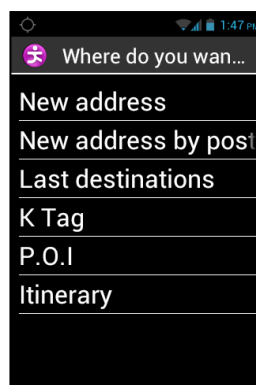 1:47 PM
Where do you wan...
New address
New address by post
Last destinations
K Tag
P.O.I
Itinerary